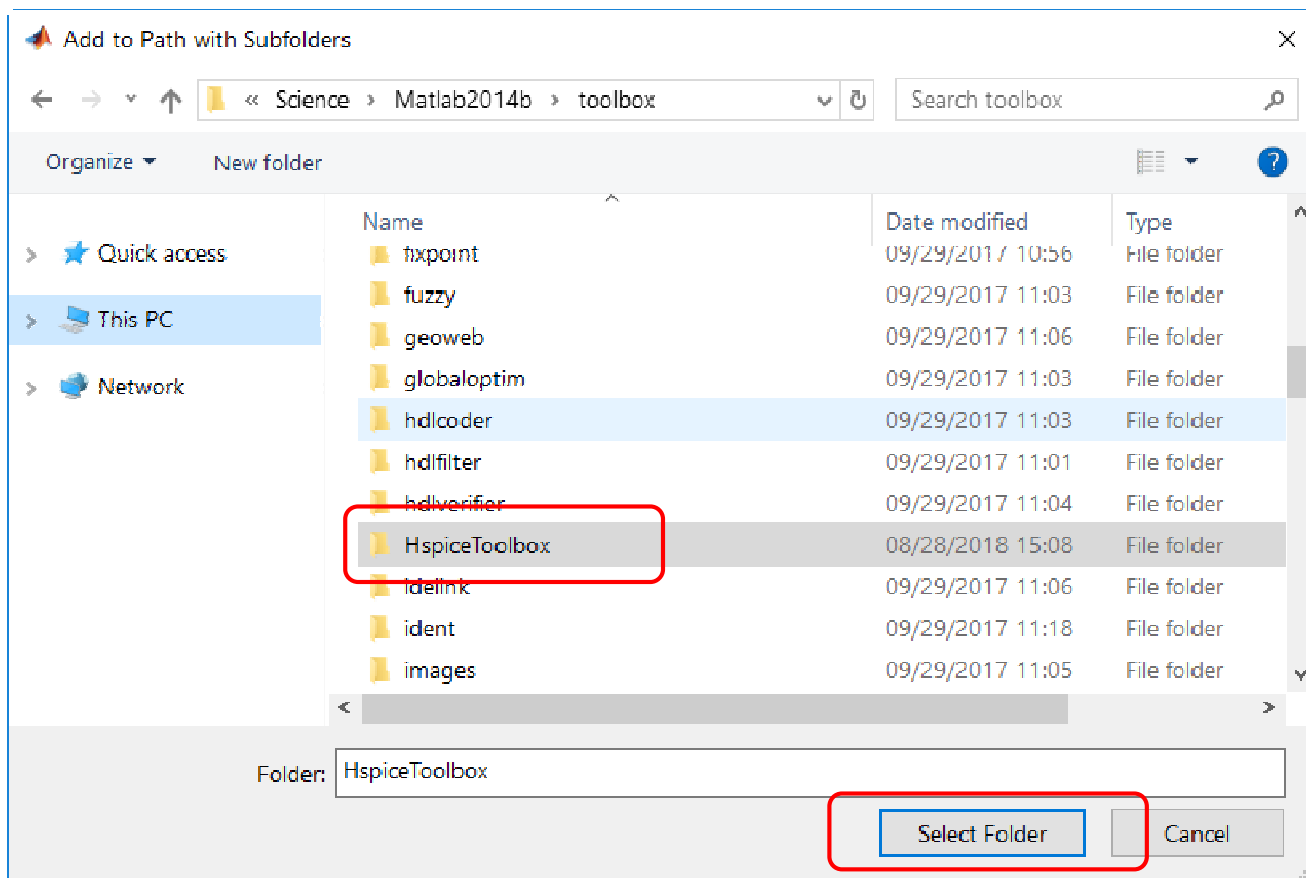 Add to Path with Subfolders
« Science › Matlab2014b › toolbox
Search toolbox
Organize
New folder
?
Name
Date modified
Type
Quick access
This PC
Network
fixpoint 09/29/2017 10:56 File folder
fuzzy 09/29/2017 11:03 File folder
geoweb 09/29/2017 11:06 File folder
globaloptim 09/29/2017 11:03 File folder
hdlcoder 09/29/2017 11:03 File folder
hdlfilter 09/29/2017 11:01 File folder
hdlverifier 09/29/2017 11:04 File folder
HspiceToolbox 08/28/2018 15:08 File folder
idelink 09/29/2017 11:06 File folder
ident 09/29/2017 11:18 File folder
images 09/29/2017 11:05 File folder
Folder: HspiceToolbox
Select Folder
Cancel